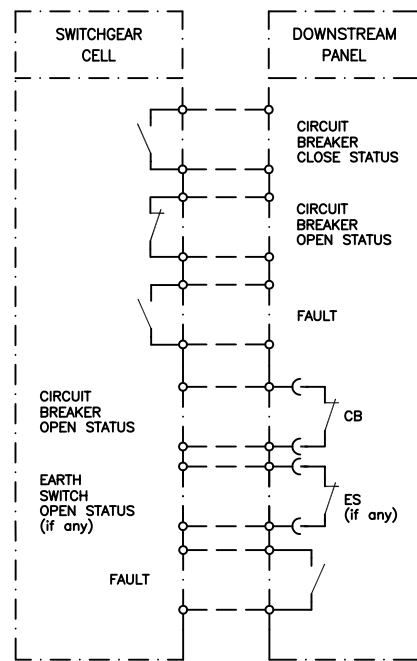 SWITCHGEAR
CELL
DOWNSTREAM
PANEL
CIRCUIT
BREAKER
CLOSE STATUS
CIRCUIT
BREAKER
OPEN STATUS
FAULT
CIRCUIT
BREAKER
OPEN STATUS
CB
EARTH
SWITCH
OPEN STATUS
(if any)
ES
(if any)
FAULT